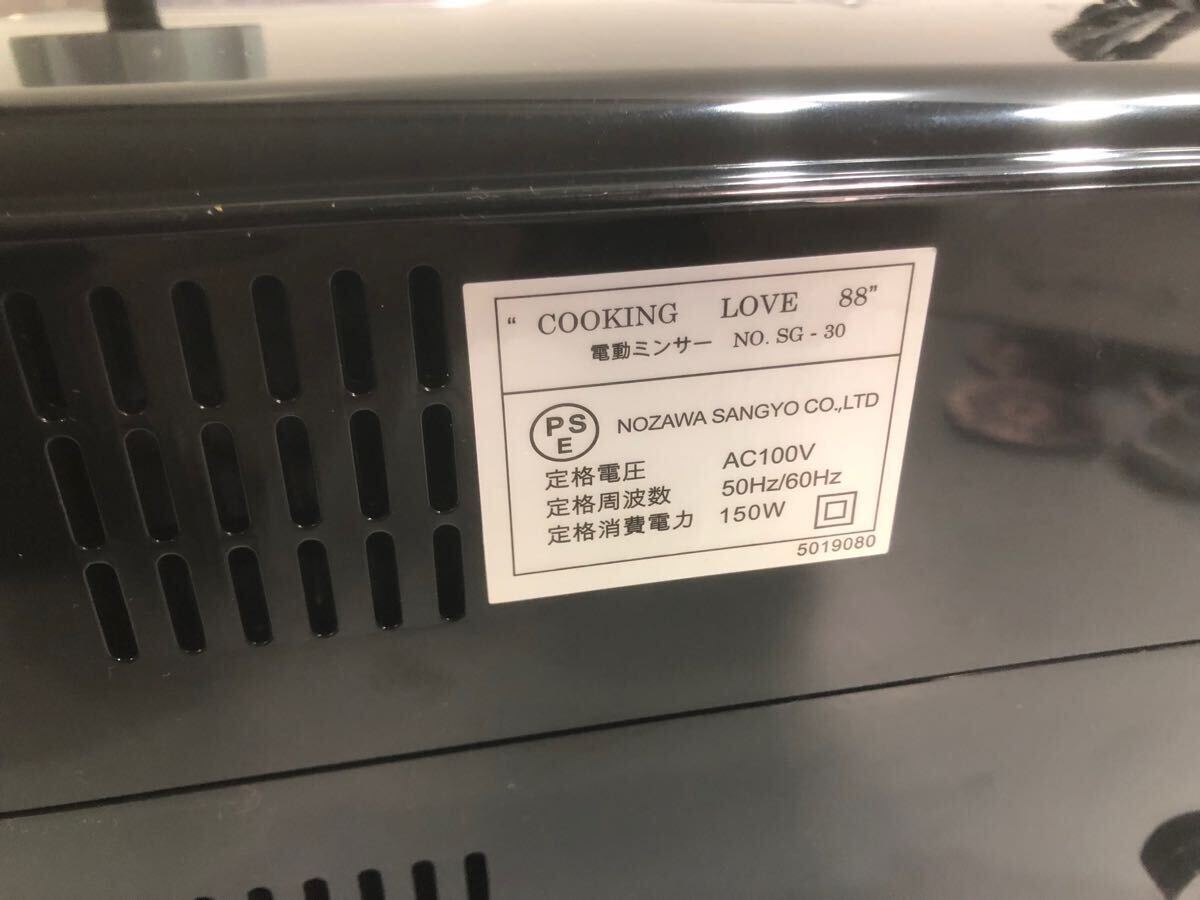 “ COOKING LOVE 88”
電動ミンサー NO. SG - 30
PSE NOZAWA SANGYO CO.,LTD
定格電圧 AC100V
定格周波数 50Hz/60Hz
定格消費電力 150W
5019080